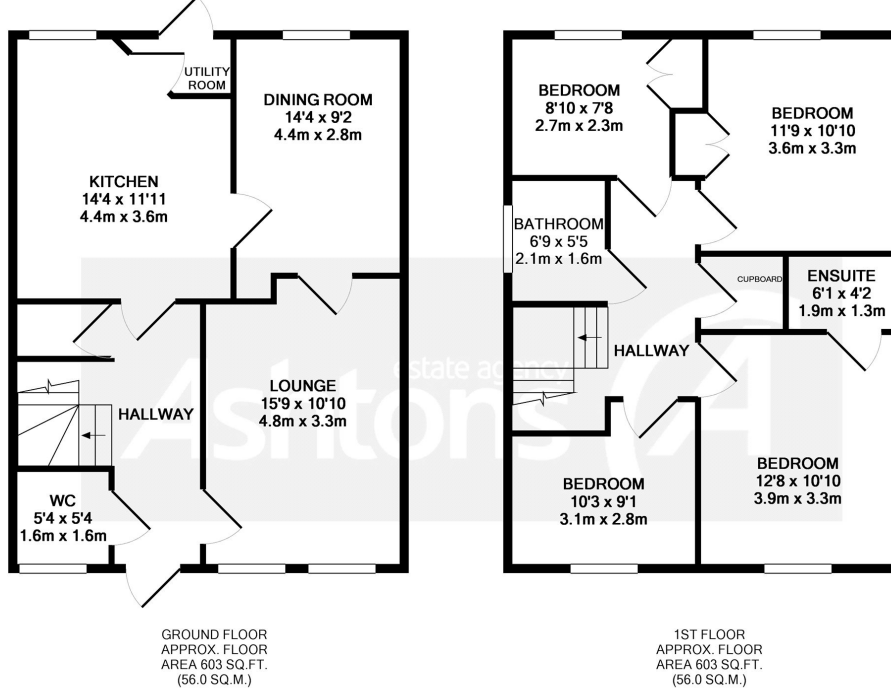 UTILITY
ROOM
DINING ROOM
14'4 x 9'2
4.4m x 2.8m
KITCHEN
14'4 x 11'11
4.4m x 3.6m
LOUNGE
15'9 x 10'10
4.8m x 3.3m
HALLWAY
WC
5'4 x 5'4
1.6m x 1.6m
GROUND FLOOR
APPROX. FLOOR
AREA 603 SQ.FT.
(56.0 SQ.M.)
BEDROOM
8'10 x 7'8
2.7m x 2.3m
BEDROOM
11'9 x 10'10
3.6m x 3.3m
BATHROOM
6'9 x 5'5
2.1m x 1.6m
CUPBOARD
ENSUITE
6'1 x 4'2
1.9m x 1.3m
HALLWAY
BEDROOM
10'3 x 9'1
3.1m x 2.8m
BEDROOM
12'8 x 10'10
3.9m x 3.3m
1ST FLOOR
APPROX. FLOOR
AREA 603 SQ.FT.
(56.0 SQ.M.)
estate agency
Ashtons
A